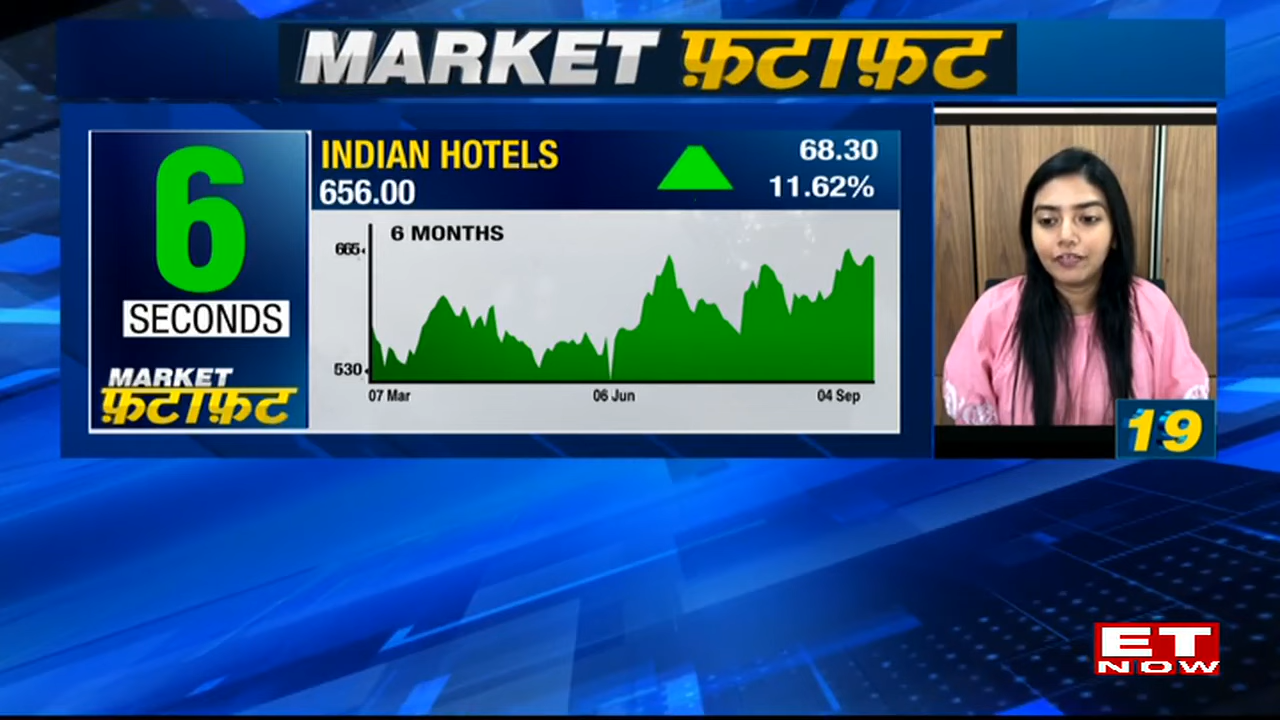 MARKET फ़टाफ़ट
6
SECONDS
MARKET
फ़टाफ़ट
INDIAN HOTELS
656.00
68.30
11.62%
6 MONTHS
665
530
07 Mar
06 Jun
04 Sep
19
ET
NOW